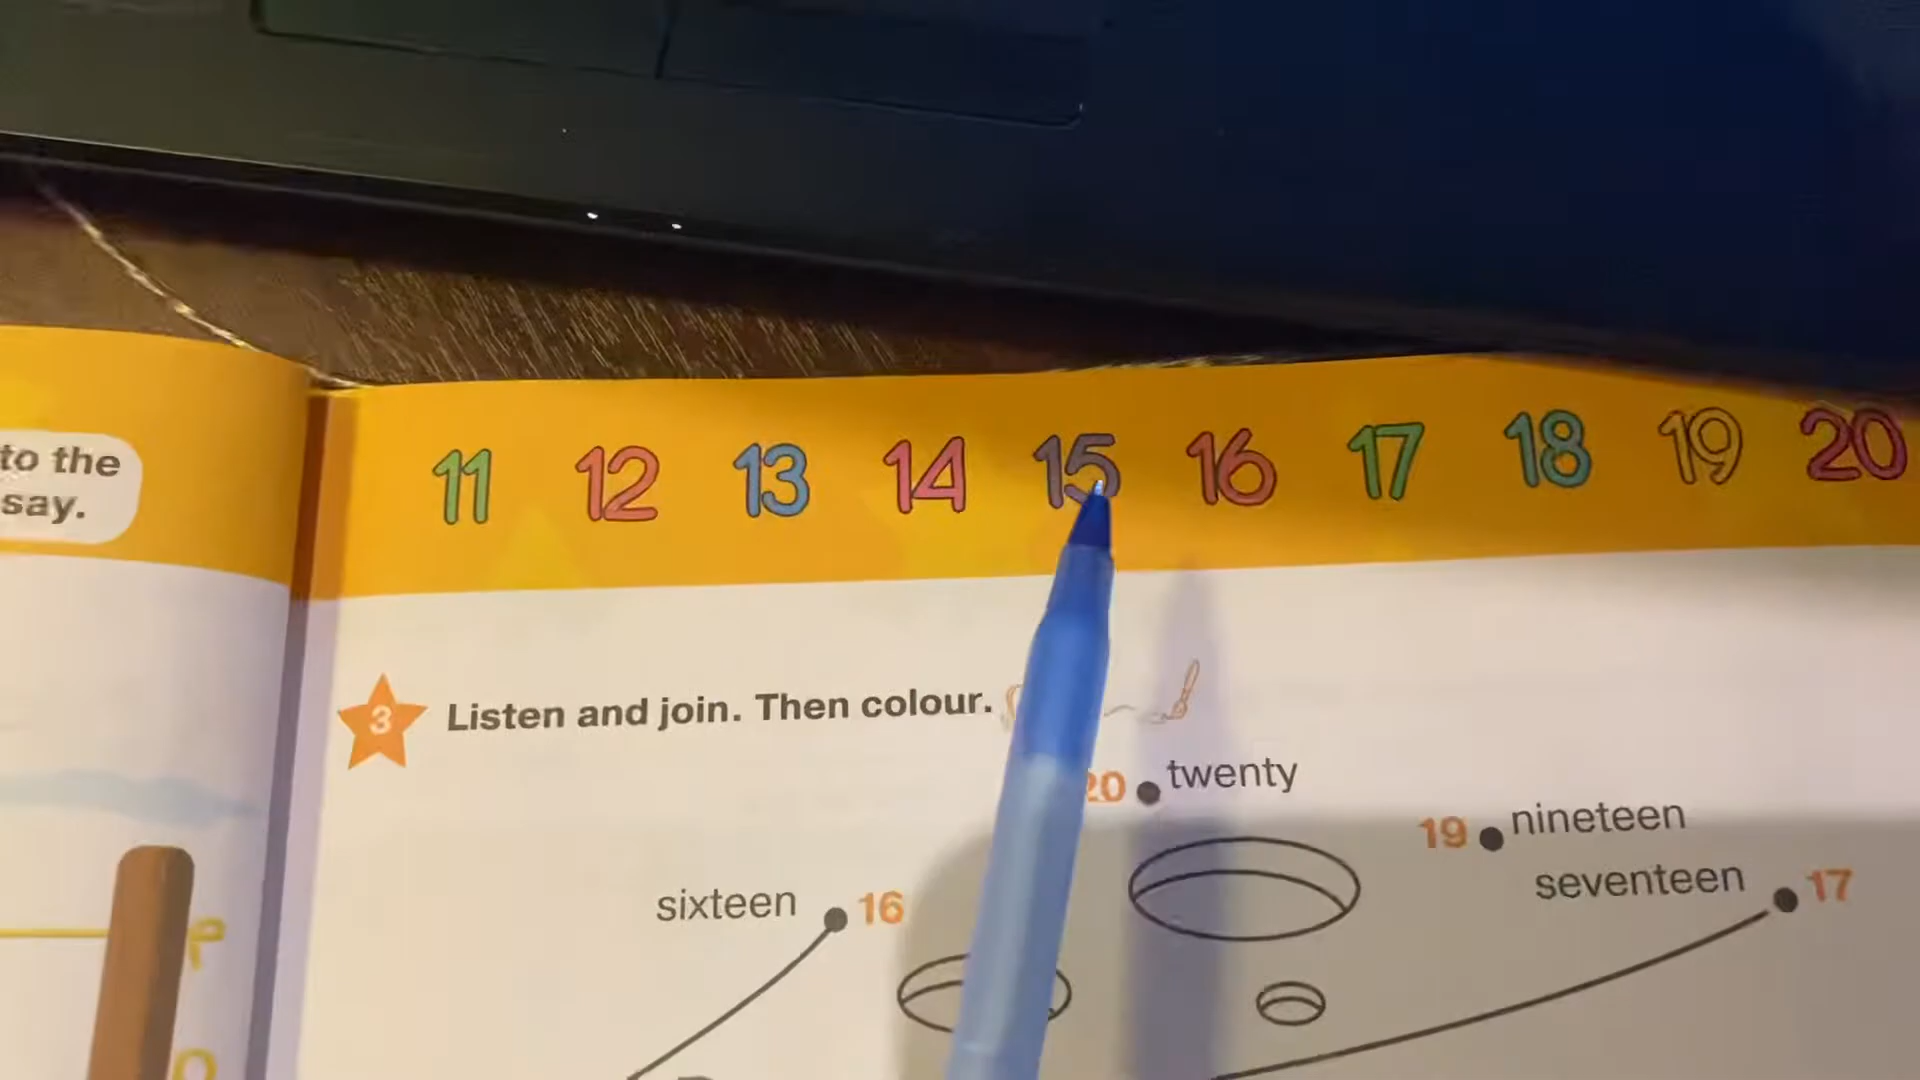 to the
say.
11 12 13 14 15 16 17 18 19 20
3 Listen and join. Then colour.
20 twenty
19 nineteen
seventeen 17
sixteen 16